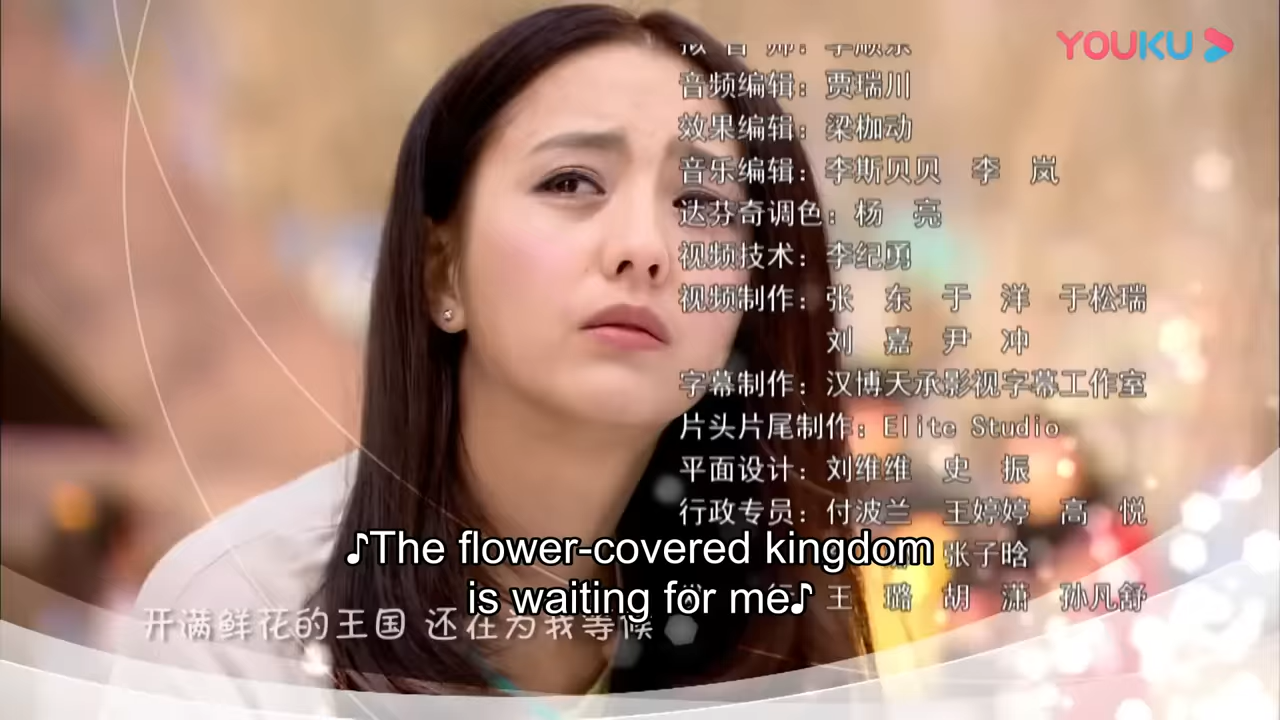 YOUKU
音频编辑：贾瑞川
效果编辑：梁枷动
音乐编辑：李斯贝贝 李 岚
达芬奇调色：杨 亮
视频技术：李纪勇
视频制作：张 东 于 洋 于松瑞
刘 嘉 尹 冲
字幕制作：汉博天承影视字幕工作室
片头片尾制作：Elite Studio
平面设计：刘维维 史 振
行政专员：付波兰 王婷婷 高 悦
张子晗
♪The flower-covered kingdom
is waiting for me♪
王 璐 胡 潇 孙凡舒
开满鲜花的王国 还在为我等候